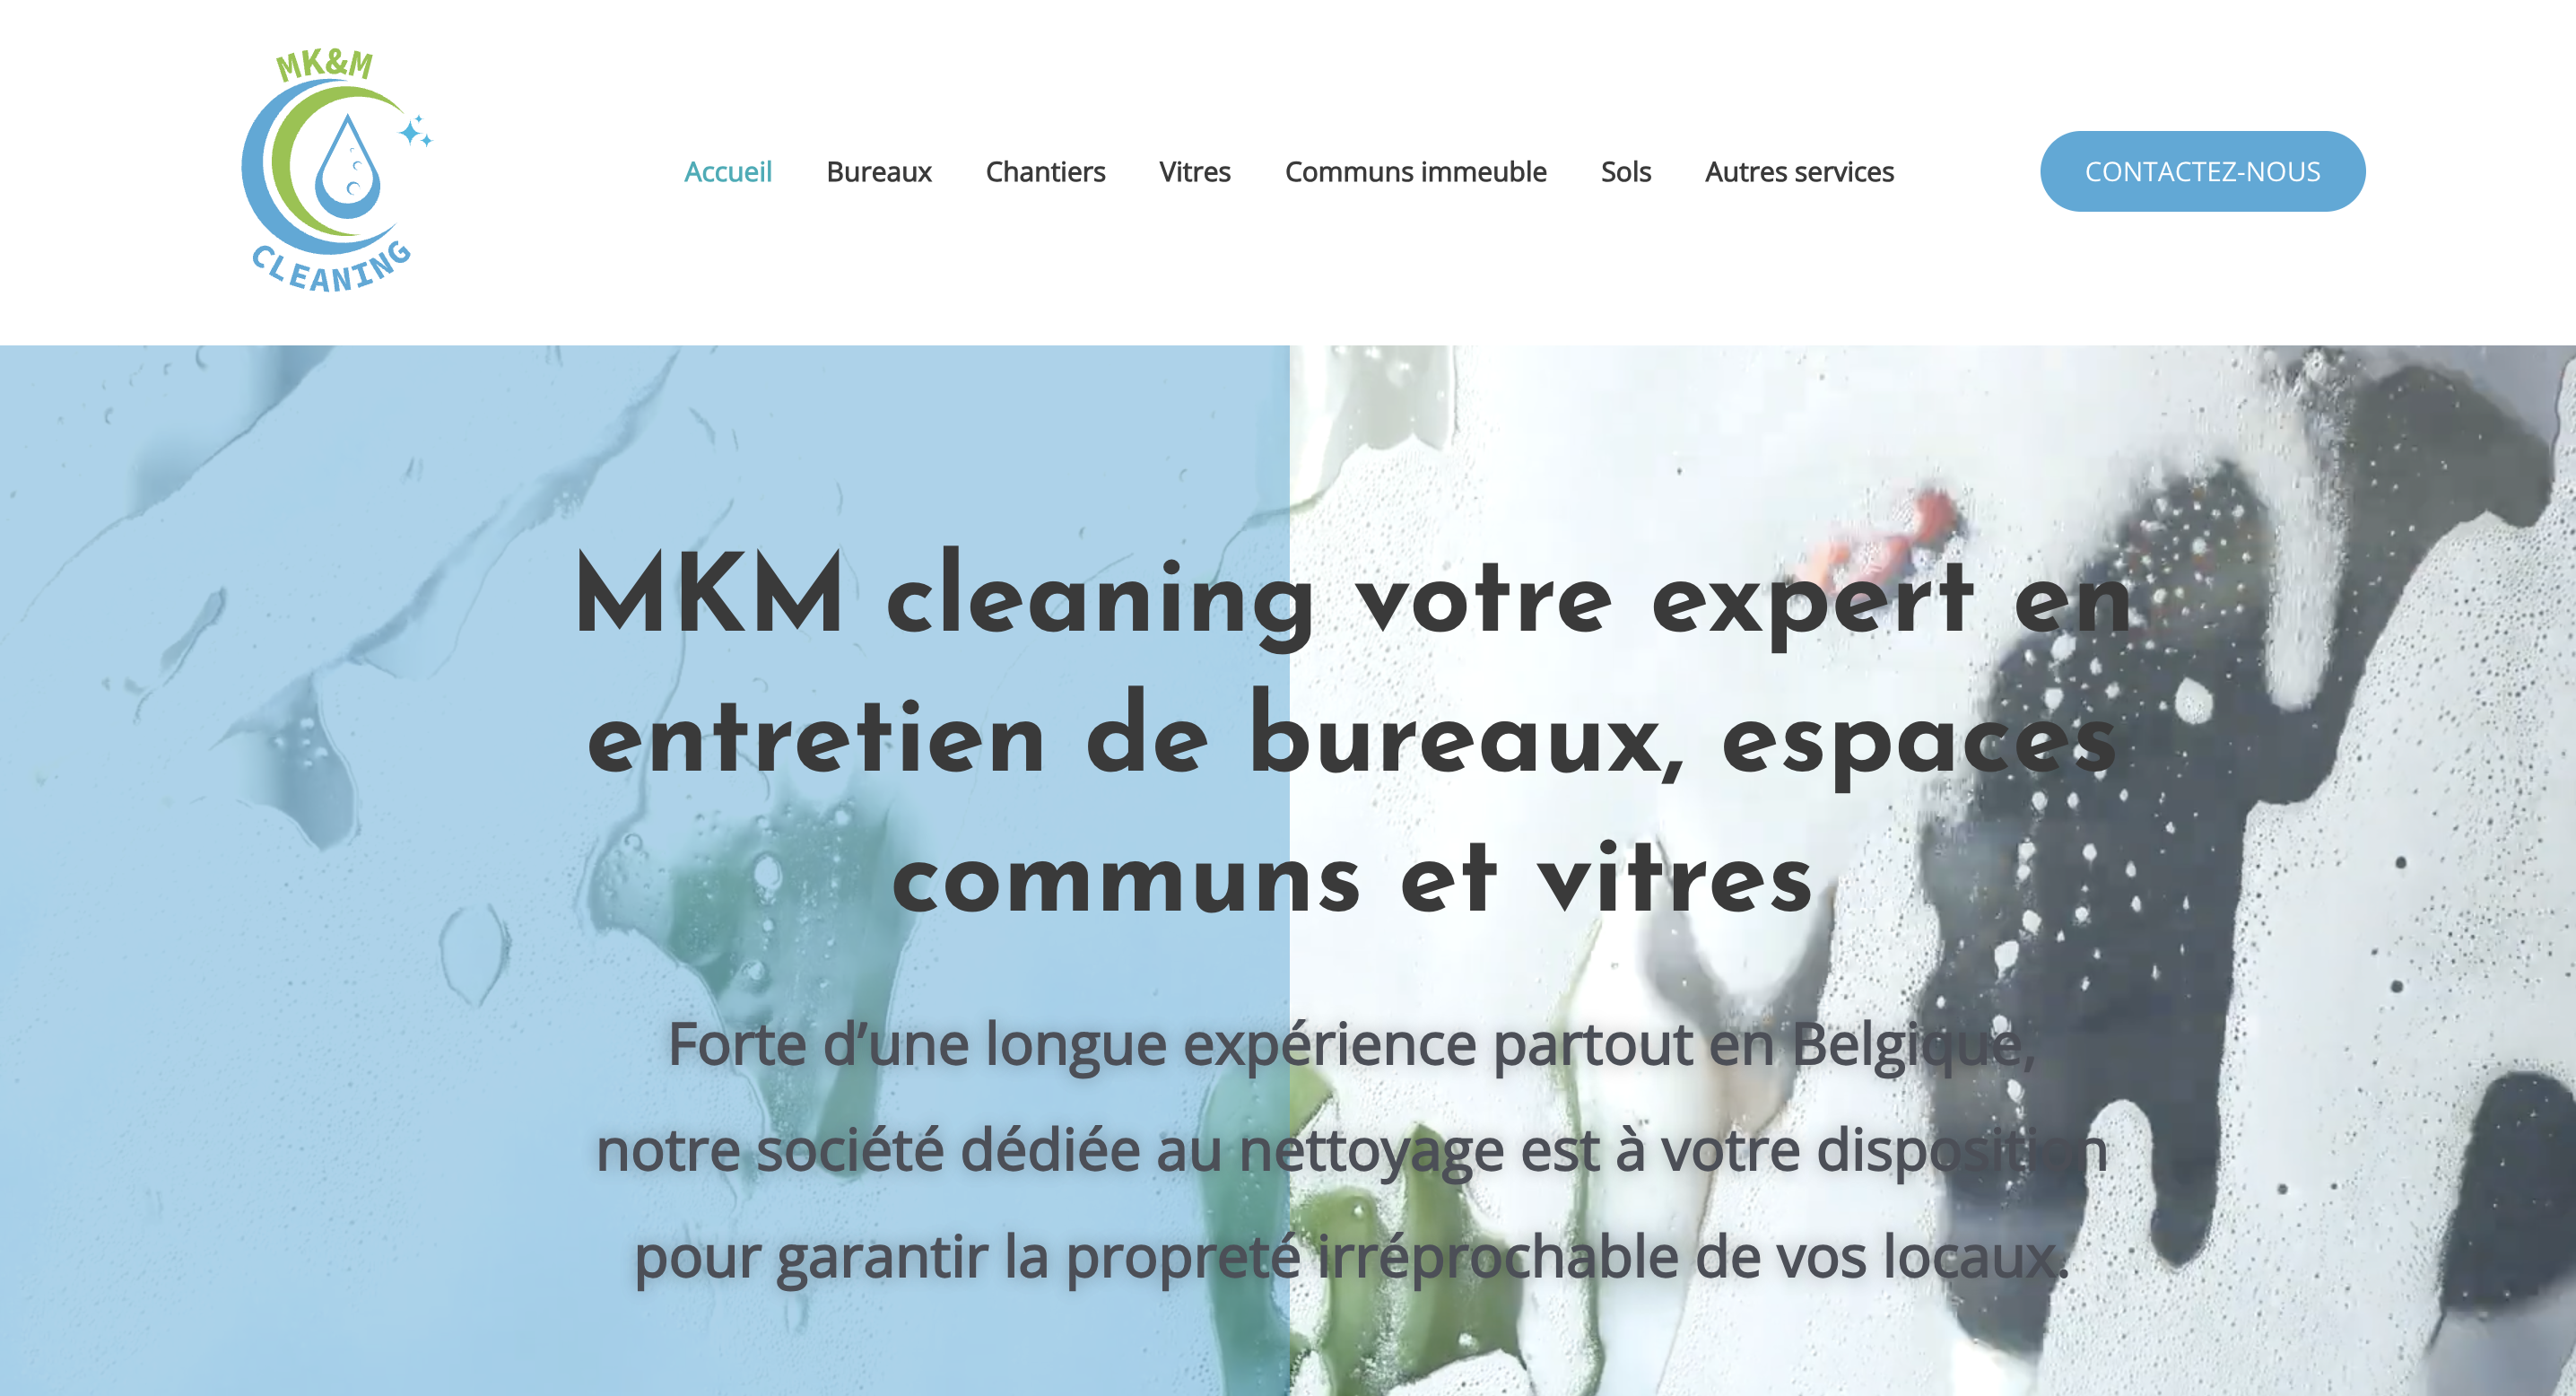 MK&M
CLEANING
Accueil
Bureaux
Chantiers
Vitres
Communs immeuble
Sols
Autres services
CONTACTEZ-NOUS
MKM cleaning votre expert en
entretien de bureaux, espaces
communs et vitres
Forte d’une longue expérience partout en Belgique,
notre société dédiée au nettoyage est à votre disposition
pour garantir la propreté irréprochable de vos locaux.